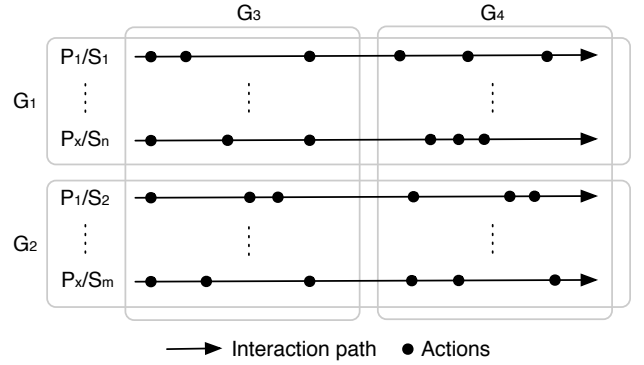 G₃ G₄
P₁/S₁
G₁
Pₓ/Sₙ
P₁/S₂
G₂
Pₓ/Sₘ
Interaction path Actions